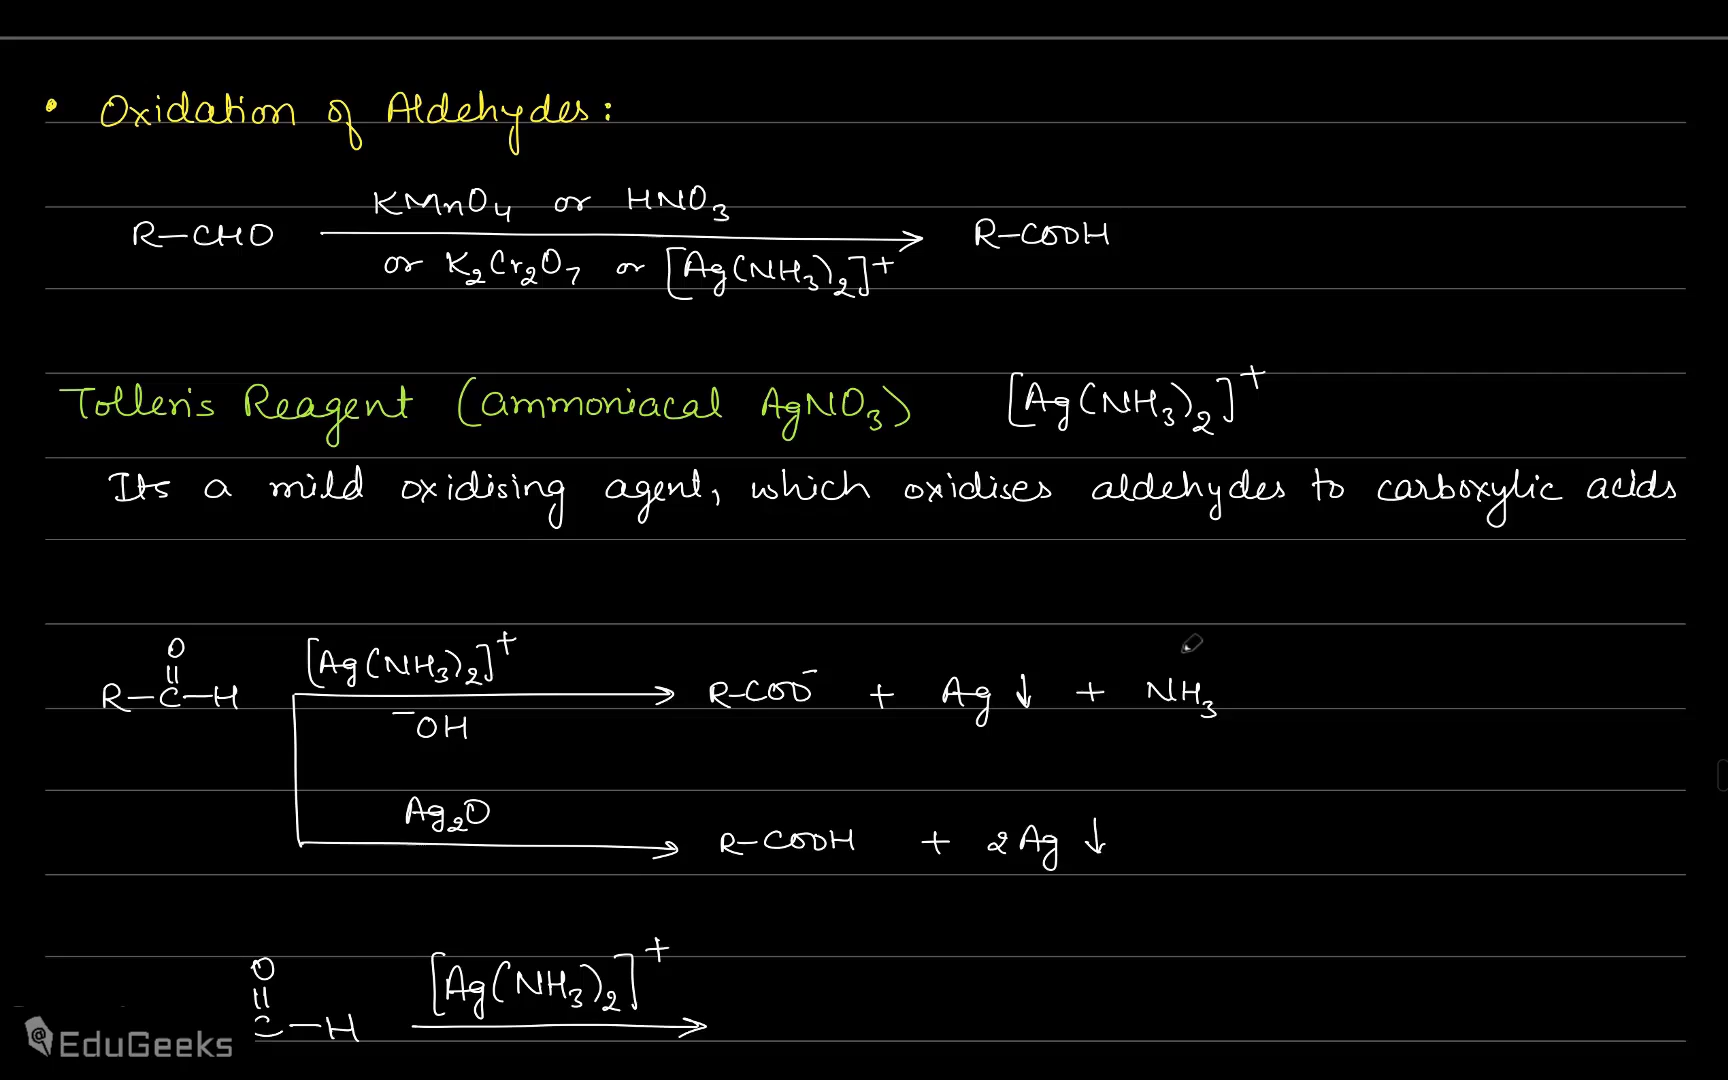 • Oxidation of Aldehydes:
KMnO₄ or HNO₃
R–CHO ⟶ R–COOH
or K₂Cr₂O₇ or [Ag(NH₃)₂]⁺
Tollen's Reagent (ammoniacal AgNO₃) [Ag(NH₃)₂]⁺
Its a mild oxidising agent, which oxidises aldehydes to carboxylic acids
O [Ag(NH₃)₂]⁺
||
R–C–H ⟶ R–COO⁻ + Ag ↓ + NH₃
⁻OH
Ag₂O
⟶ R–COOH + 2Ag ↓
O [Ag(NH₃)₂]⁺
||
C–H ⟶
EduGeeks